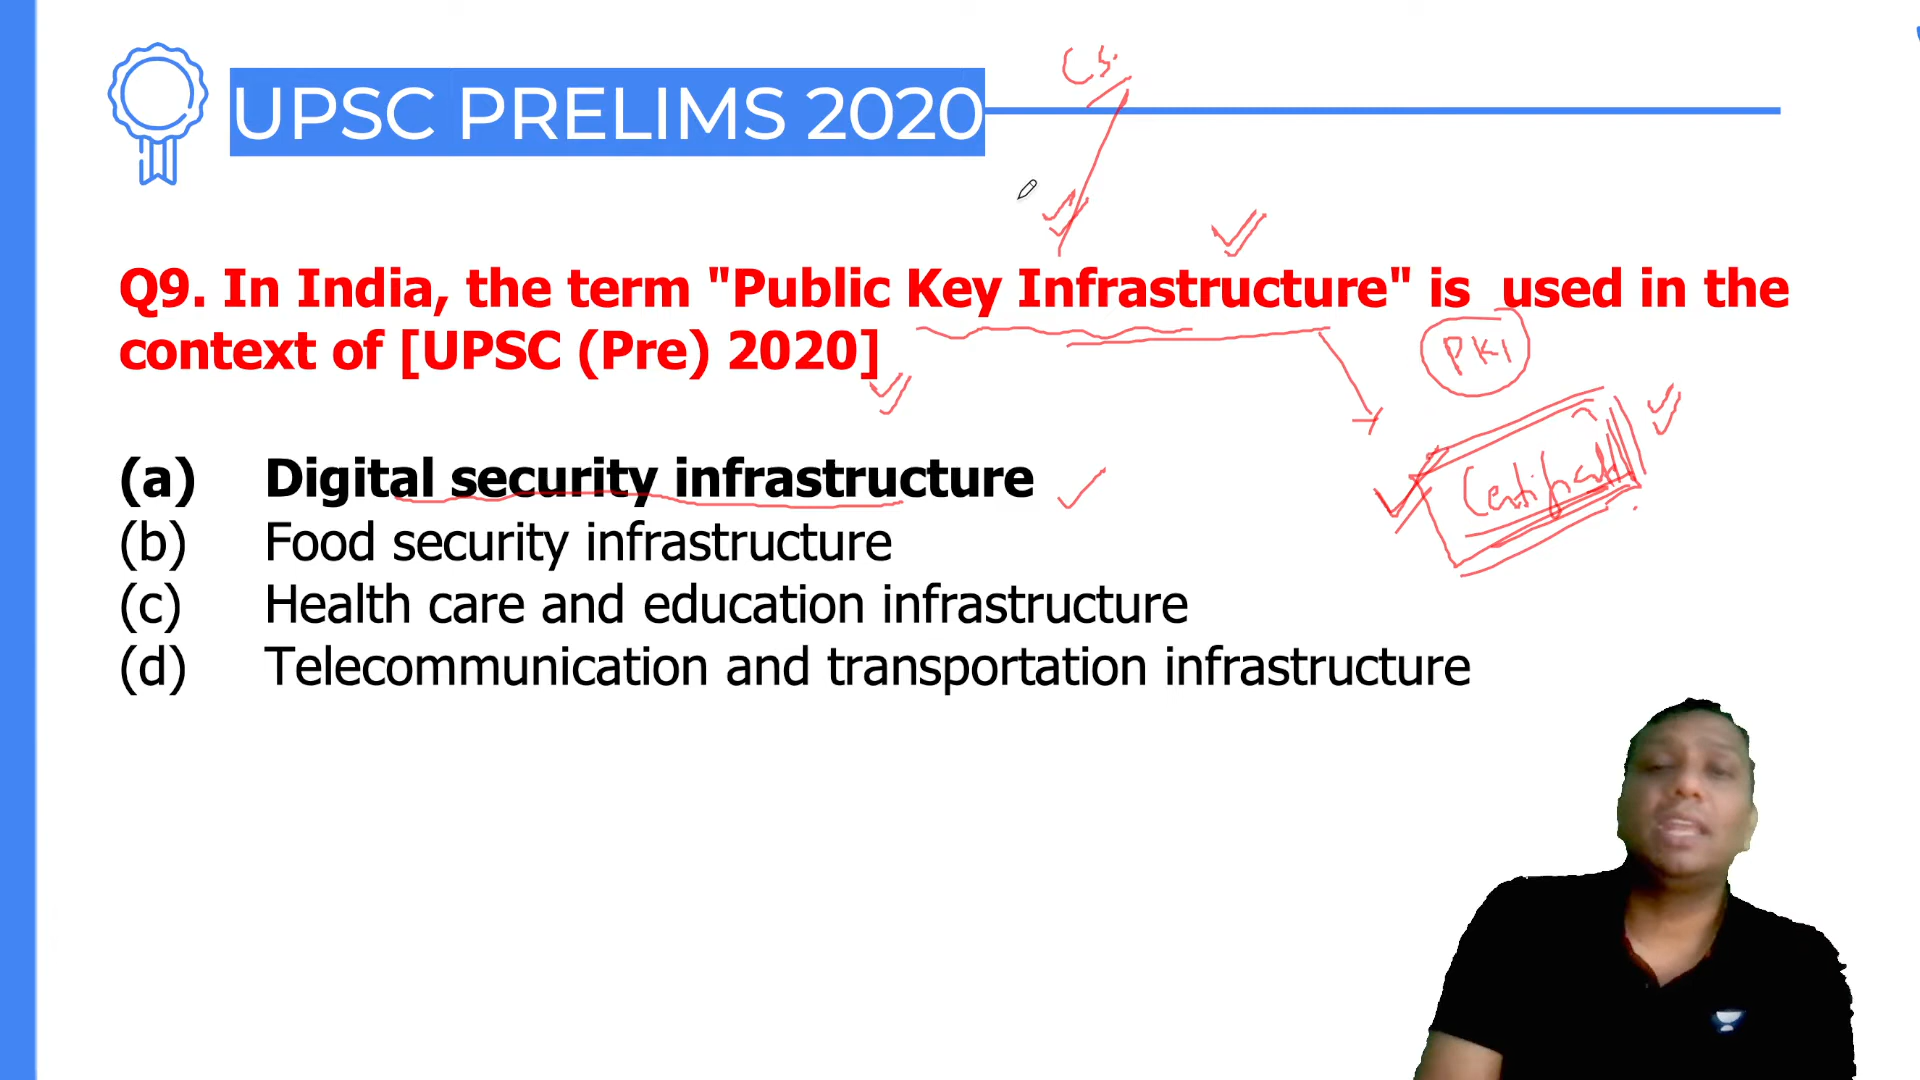 UPSC PRELIMS 2020
Cs.
Q9. In India, the term "Public Key Infrastructure" is used in the
context of [UPSC (Pre) 2020]
PKI
(a) Digital security infrastructure
(b) Food security infrastructure
(c) Health care and education infrastructure
(d) Telecommunication and transportation infrastructure